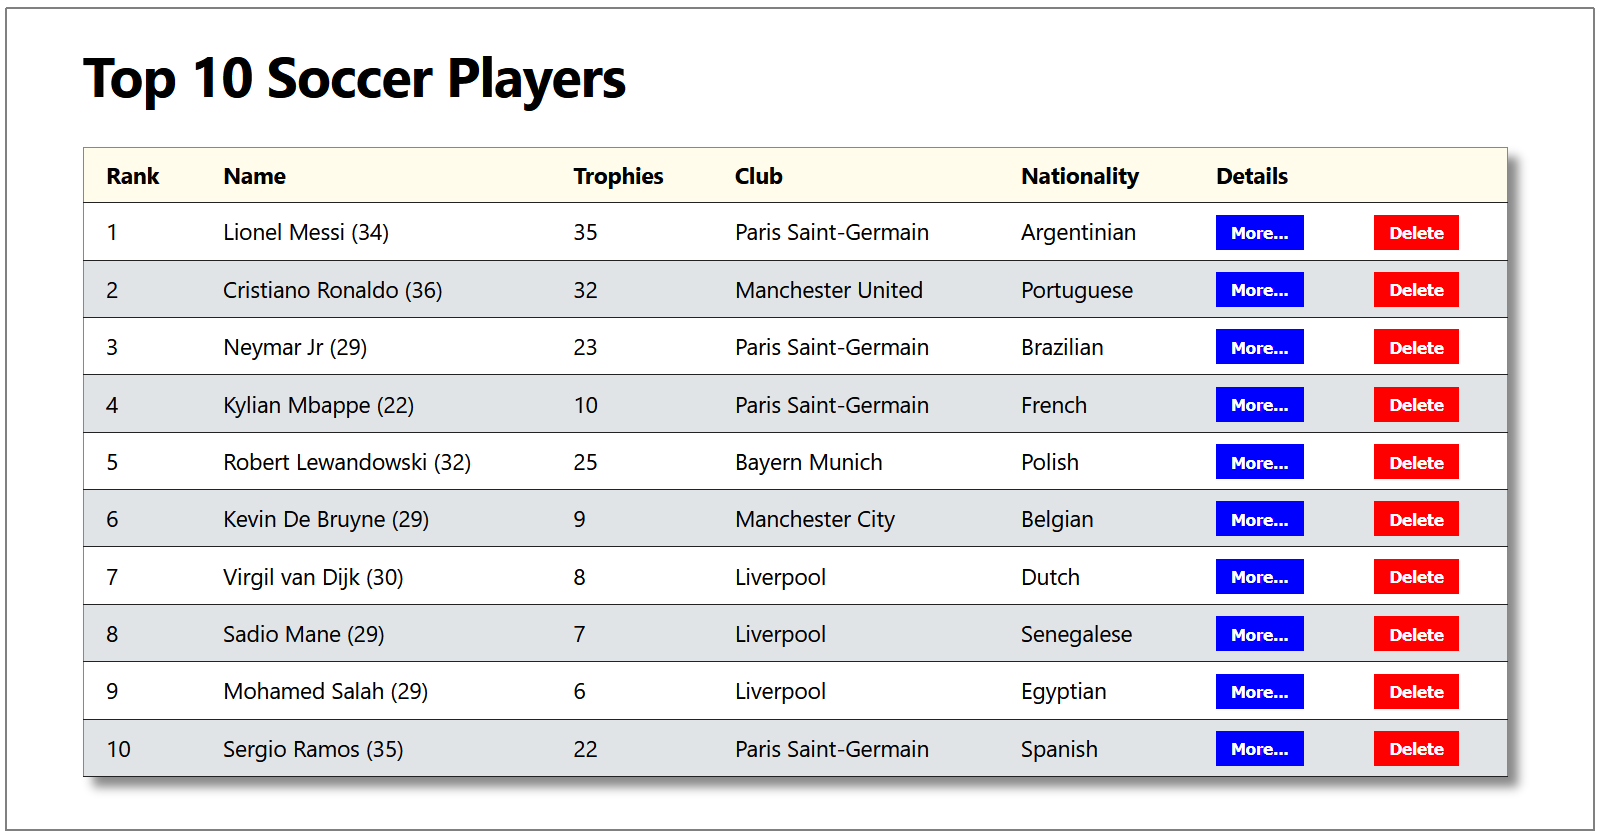 Top 10 Soccer Players
Rank Name Trophies Club Nationality Details
1 Lionel Messi (34) 35 Paris Saint-Germain Argentinian More... Delete
2 Cristiano Ronaldo (36) 32 Manchester United Portuguese More... Delete
3 Neymar Jr (29) 23 Paris Saint-Germain Brazilian More... Delete
4 Kylian Mbappe (22) 10 Paris Saint-Germain French More... Delete
5 Robert Lewandowski (32) 25 Bayern Munich Polish More... Delete
6 Kevin De Bruyne (29) 9 Manchester City Belgian More... Delete
7 Virgil van Dijk (30) 8 Liverpool Dutch More... Delete
8 Sadio Mane (29) 7 Liverpool Senegalese More... Delete
9 Mohamed Salah (29) 6 Liverpool Egyptian More... Delete
10 Sergio Ramos (35) 22 Paris Saint-Germain Spanish More... Delete